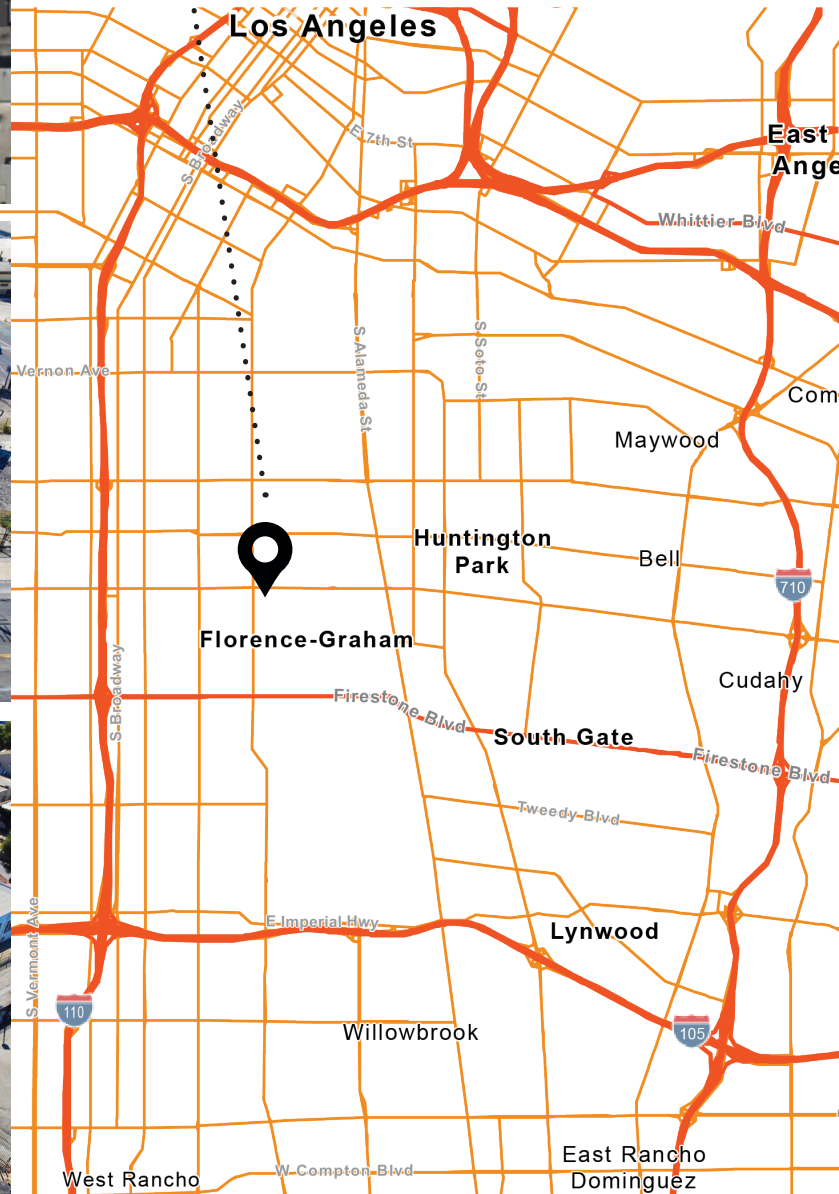 Los Angeles
S Broadway
E 7th St
East
Ange
Whittier Blvd
S Alameda St
S Soto St
Vernon Ave
Com
Maywood
Huntington
Park
Bell
710
Florence-Graham
S Broadway
Cudahy
Firestone Blvd
South Gate
Firestone Blvd
Tweedy Blvd
S Vermont Ave
E Imperial Hwy
Lynwood
110
Willowbrook
105
East Rancho
Dominguez
West Rancho
W Compton Blvd